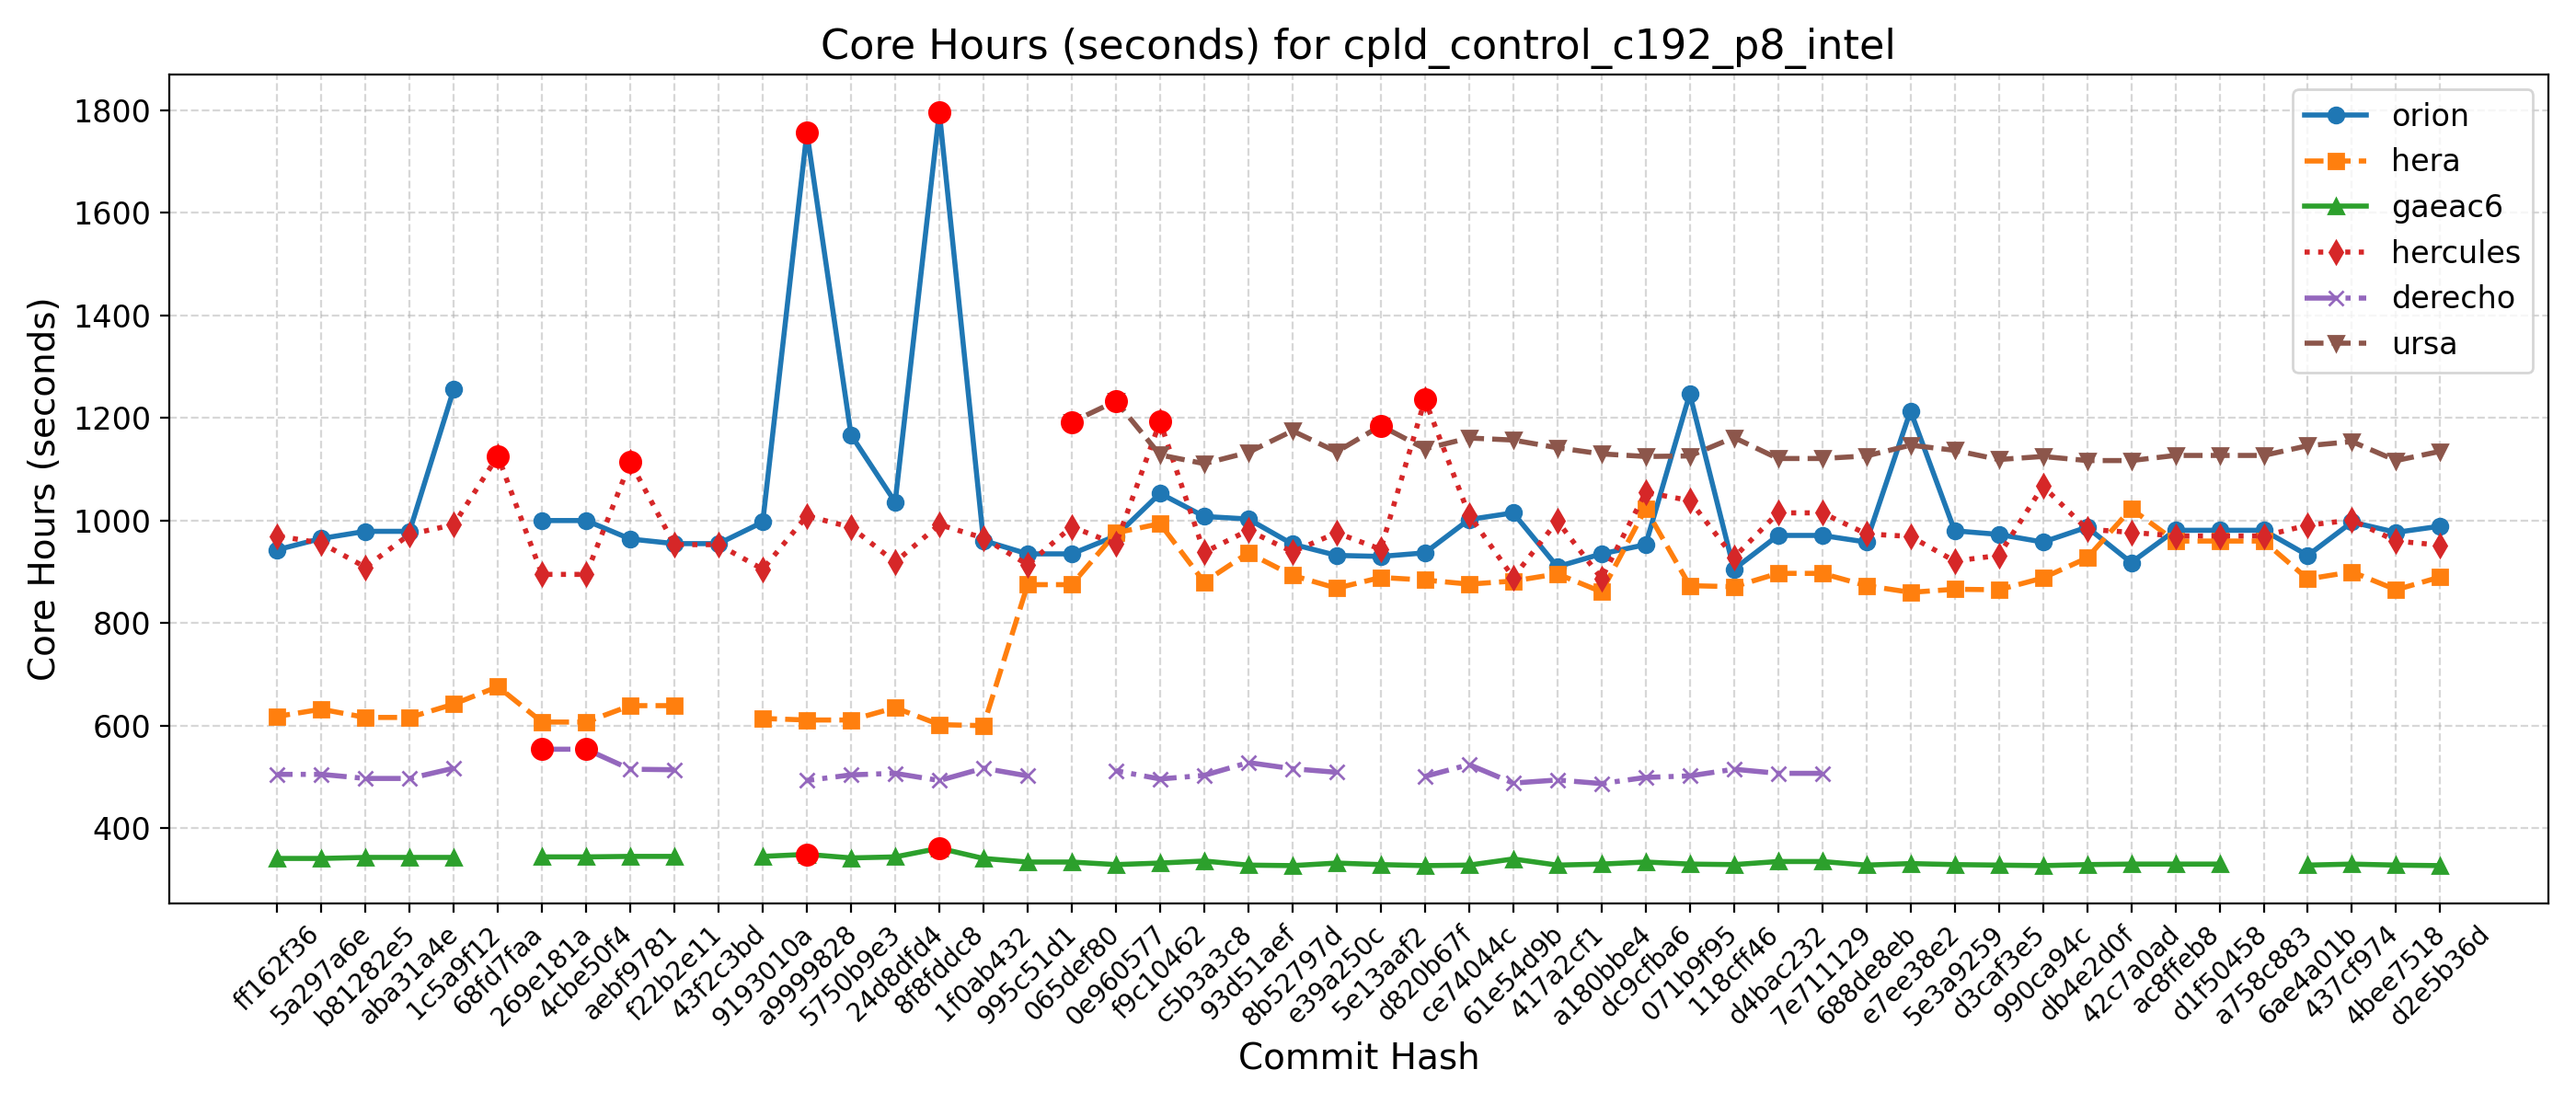 Core Hours (seconds) for cpld_control_c192_p8_intel
Core Hours (seconds)
1800
1600
1400
1200
1000
800
600
400
orion
hera
gaeac6
hercules
derecho
ursa
ff162f36
5a297a6e
b81282e5
aba31a4e
1c5a9f12
68fd7faa
269e181a
4cbe50f4
aebf9781
f22b2e11
43f2c3bd
9193010a
a9999828
5750b9e3
24d8dfd4
8f8fddc8
1f0ab432
995c51d1
065def80
0e960577
f9c10462
c5b3a3c8
93d51aef
8b52797d
e39a250c
5e13aaf2
d820b67f
ce74044c
61e54d9b
417a2cf1
a180bbe4
dc9cfba6
071b9f95
118cff46
d4bac232
7e711129
688de8eb
e7ee38e2
5e3a9259
d3caf3e5
990ca94c
db4e2d0f
42c7a0ad
ac8ffeb8
d1f50458
a758c883
6ae4a01b
437cf974
4bee7518
d2e5b36d
Commit Hash